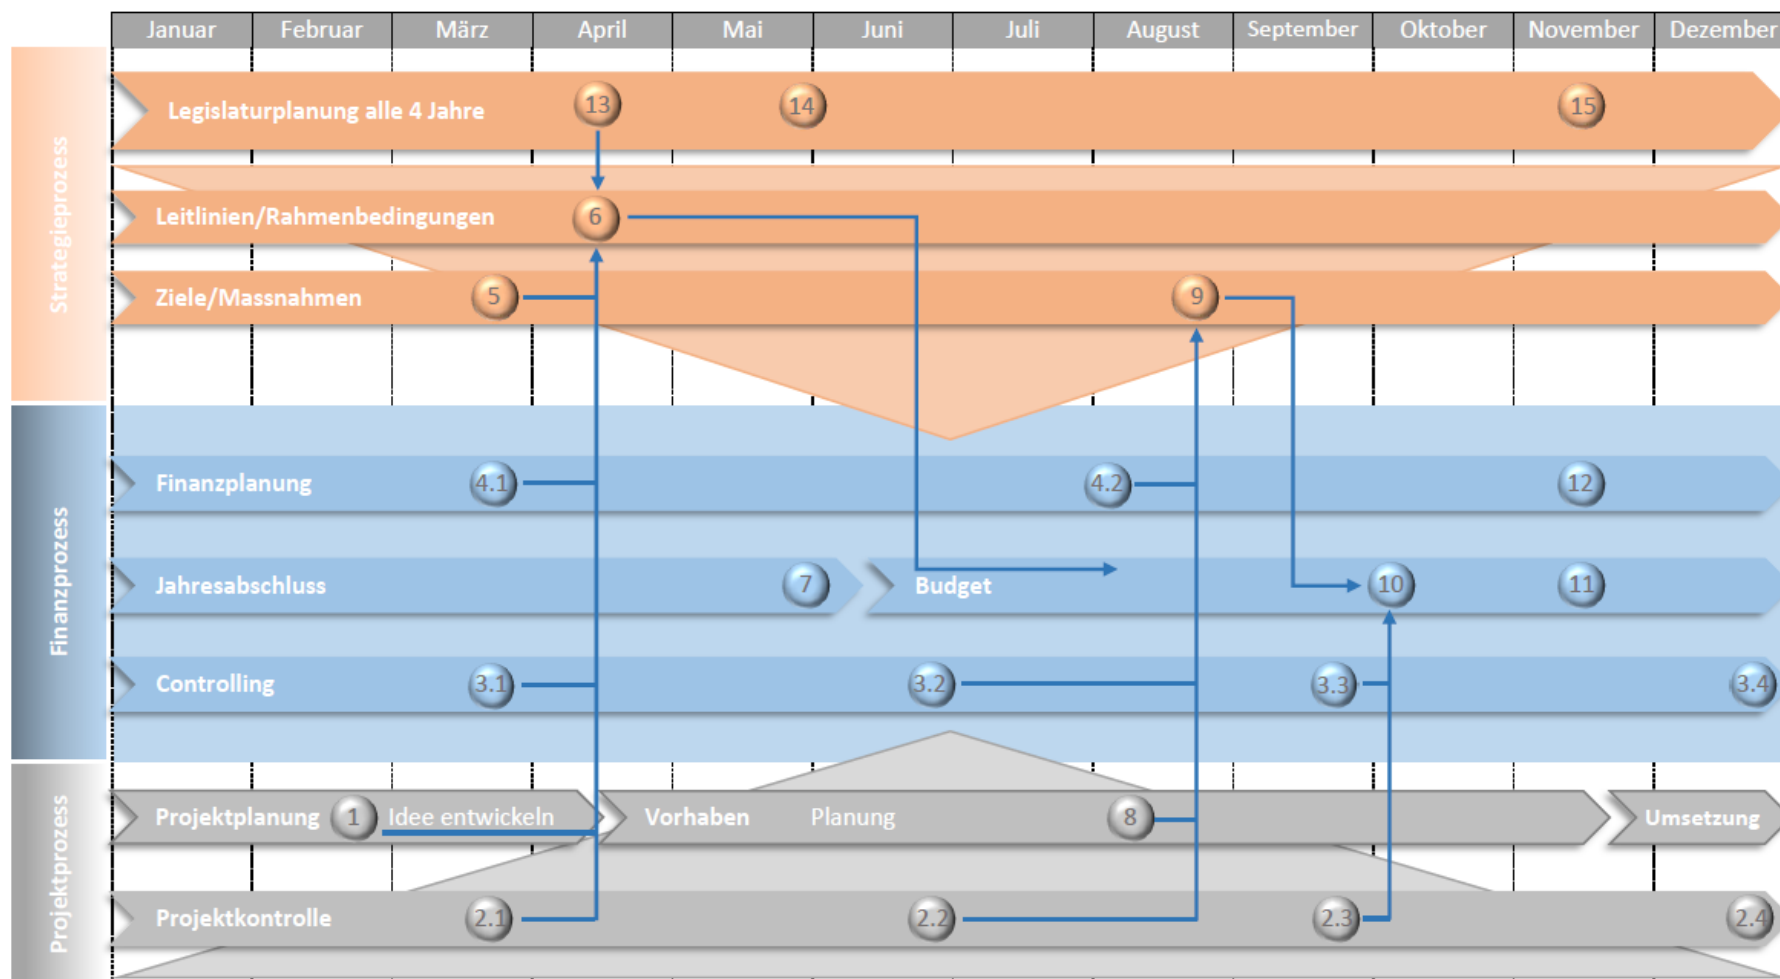 Januar Februar März April Mai Juni Juli August September Oktober November Dezember
Strategieprozess
Legislaturplanung alle 4 Jahre 13 14 15
Leitlinien/Rahmenbedingungen 6
Ziele/Massnahmen 5 9
Finanzprozess
Finanzplanung 4.1 4.2 12
Jahresabschluss 7 Budget 10 11
Controlling 3.1 3.2 3.3 3.4
Projektprozess
Projektplanung 1 Idee entwickeln Vorhaben Planung 8 Umsetzung
Projektkontrolle 2.1 2.2 2.3 2.4